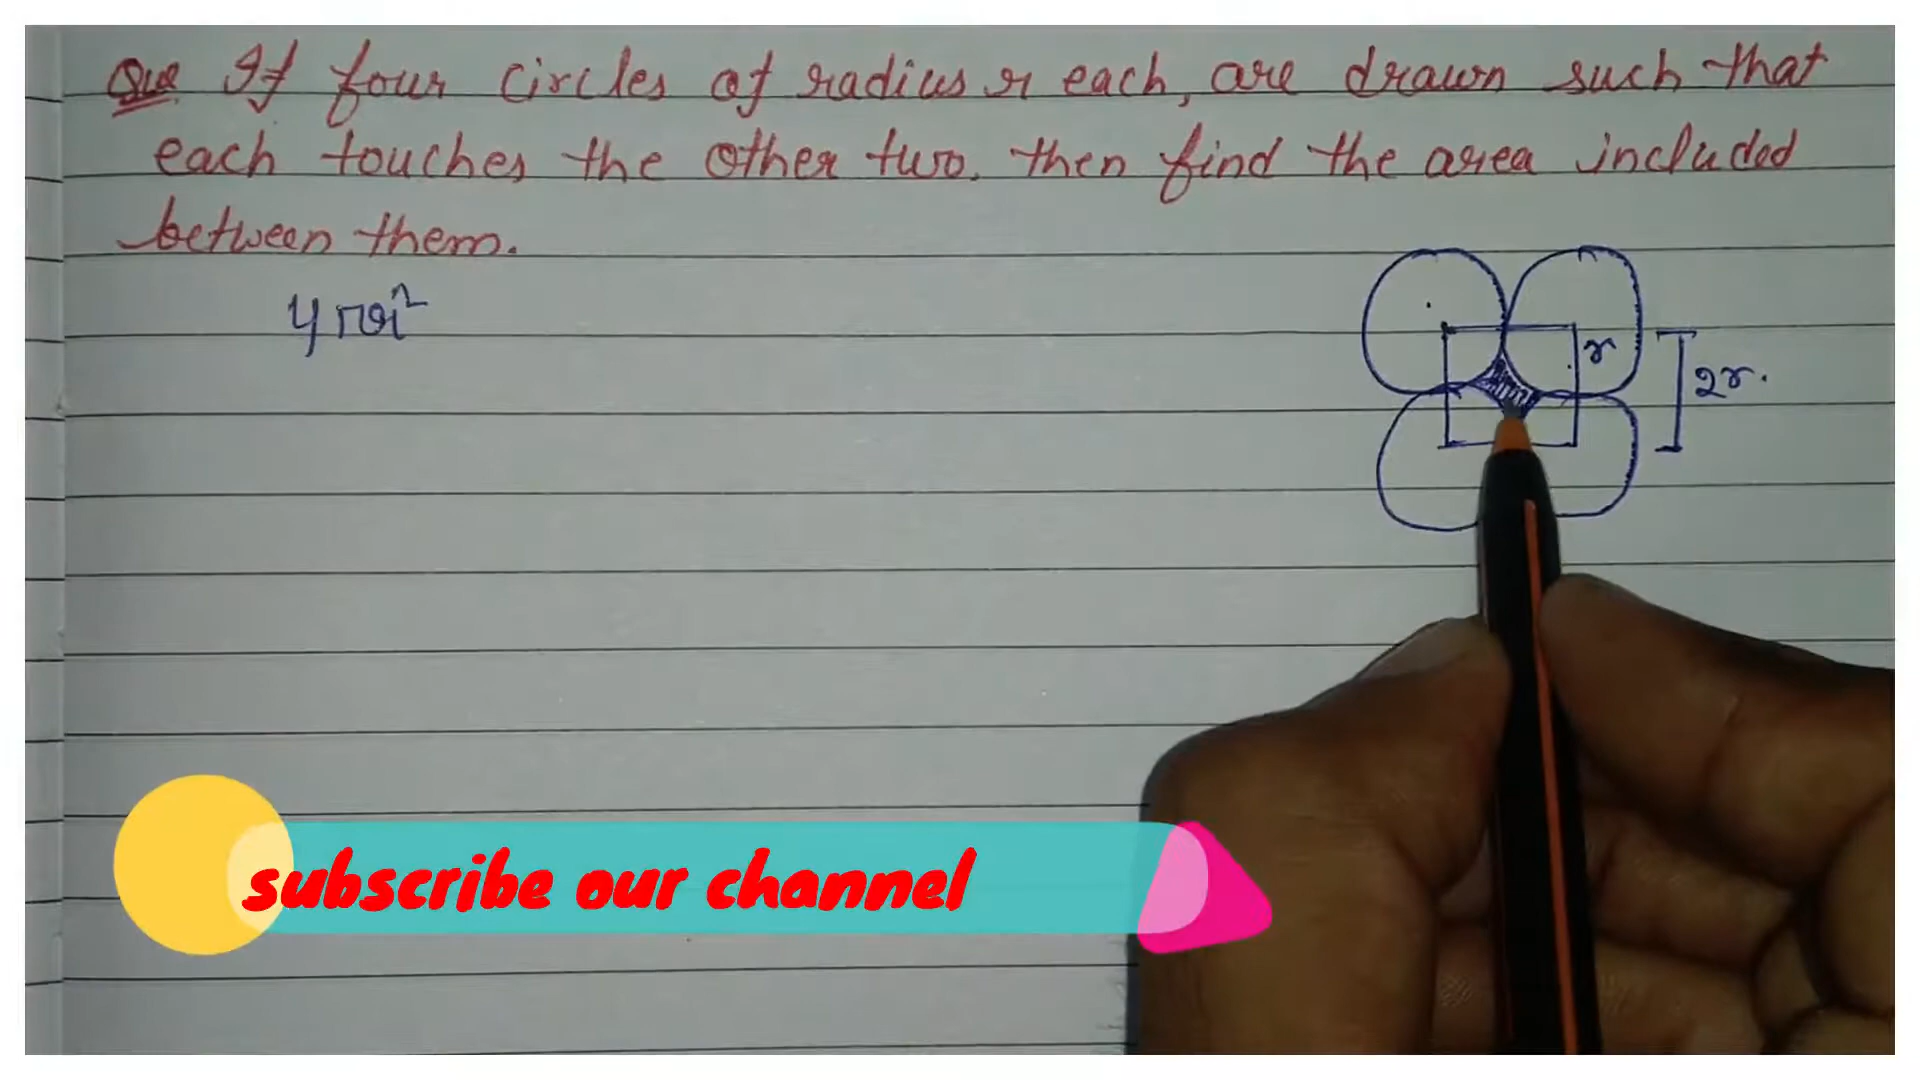 Que If four circles of radius r each, are drawn such that
each touches the other two. then find the area included
between them.
4πr²
r
2r.
subscribe our channel